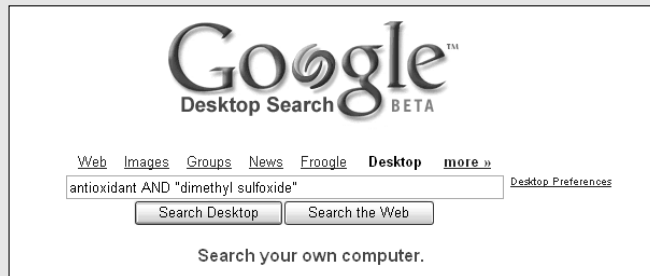 Google™
Desktop Search BETA
Web Images Groups News Froogle Desktop more »
antioxidant AND "dimethyl sulfoxide" Desktop Preferences
Search Desktop Search the Web
Search your own computer.